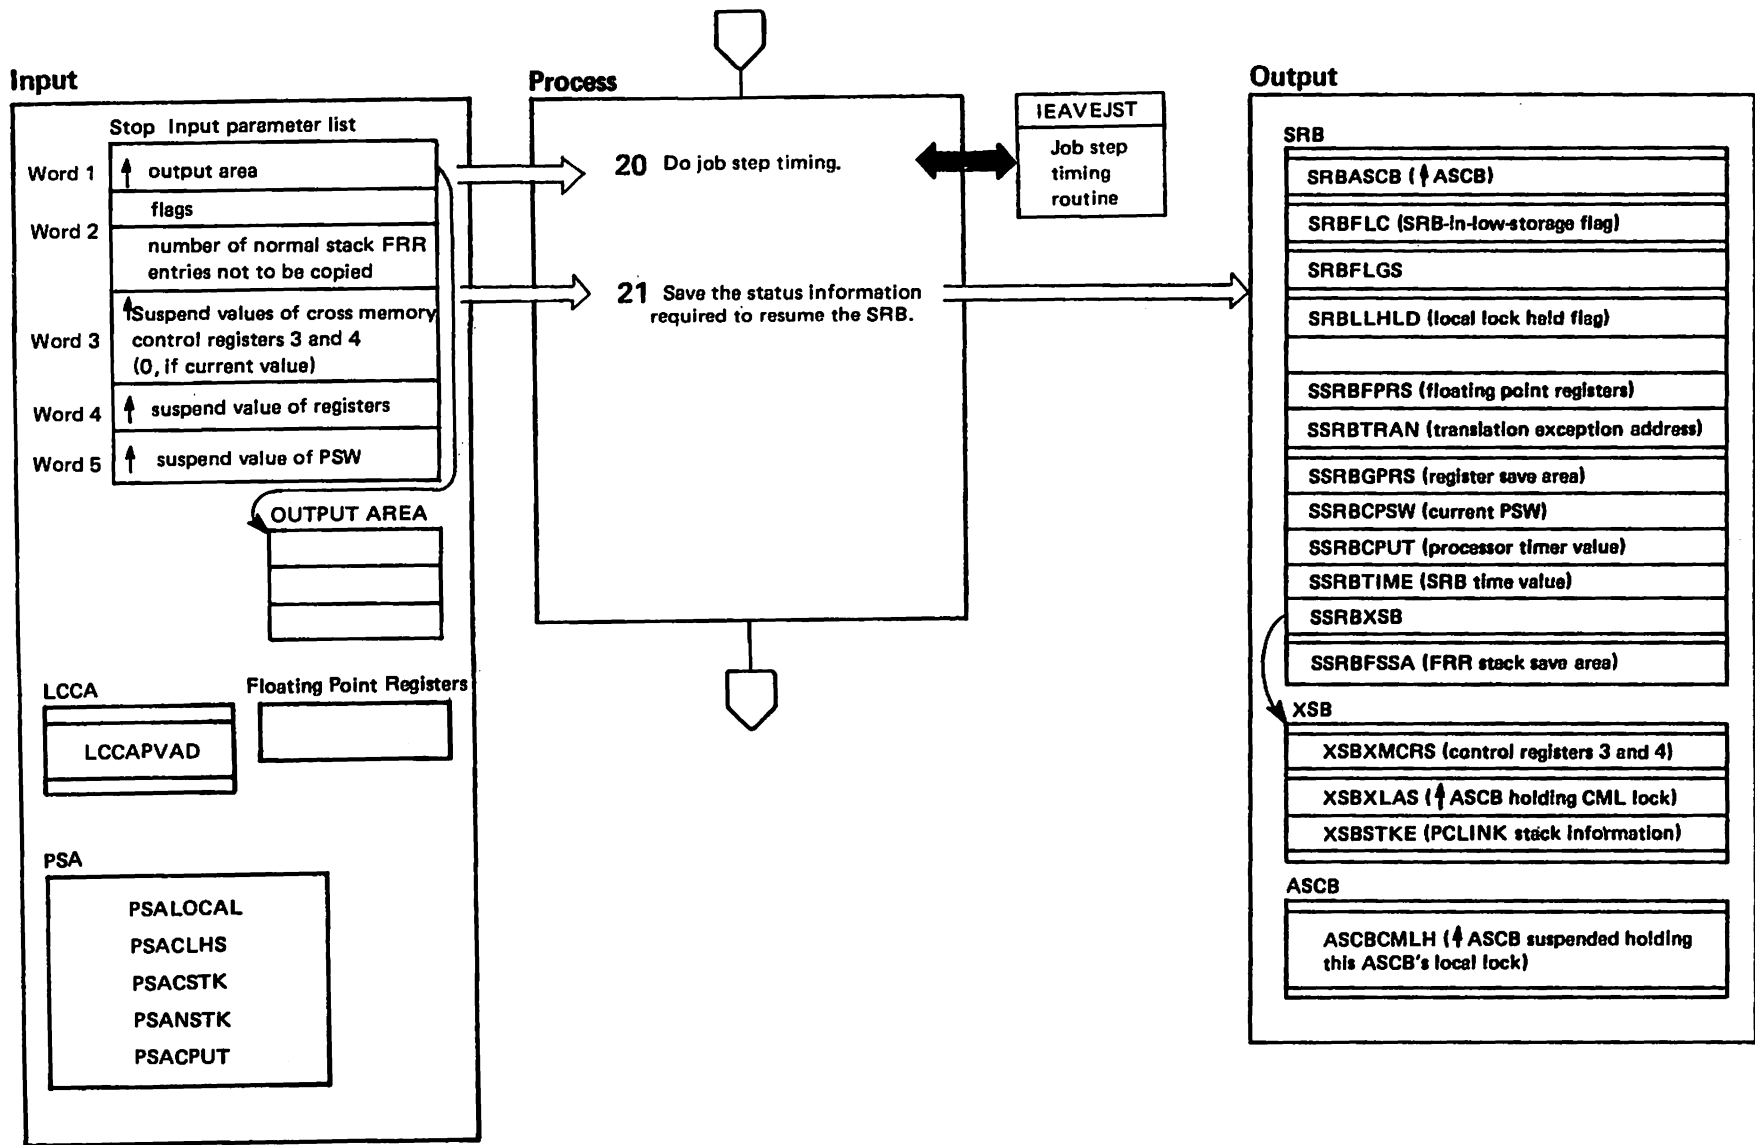 Input
Stop Input parameter list
Word 1
output area
flags
Word 2
number of normal stack FRR
entries not to be copied
Suspend values of cross memory
control registers 3 and 4
(0, if current value)
Word 3
Word 4
suspend value of registers
Word 5
suspend value of PSW
OUTPUT AREA
LCCA
LCCAPVAD
Floating Point Registers
PSA
PSALOCAL
PSACLHS
PSACSTK
PSANSTK
PSACPUT
Process
20 Do job step timing.
21 Save the status information
required to resume the SRB.
IEAVEJST
Job step
timing
routine
Output
SRB
SRBASCB (↑ASCB)
SRBFLC (SRB-in-low-storage flag)
SRBFLGS
SRBLLHLD (local lock held flag)
SSRBFPRS (floating point registers)
SSRBTRAN (translation exception address)
SSRBGPRS (register save area)
SSRBCPSW (current PSW)
SSRBCPUT (processor timer value)
SSRBTIME (SRB time value)
SSRBXSB
SSRBFSSA (FRR stack save area)
XSB
XSBXMCRS (control registers 3 and 4)
XSBXLAS (↑ASCB holding CML lock)
XSBSTKE (PCLINK stack information)
ASCB
ASCBCMLH (↑ASCB suspended holding
this ASCB's local lock)